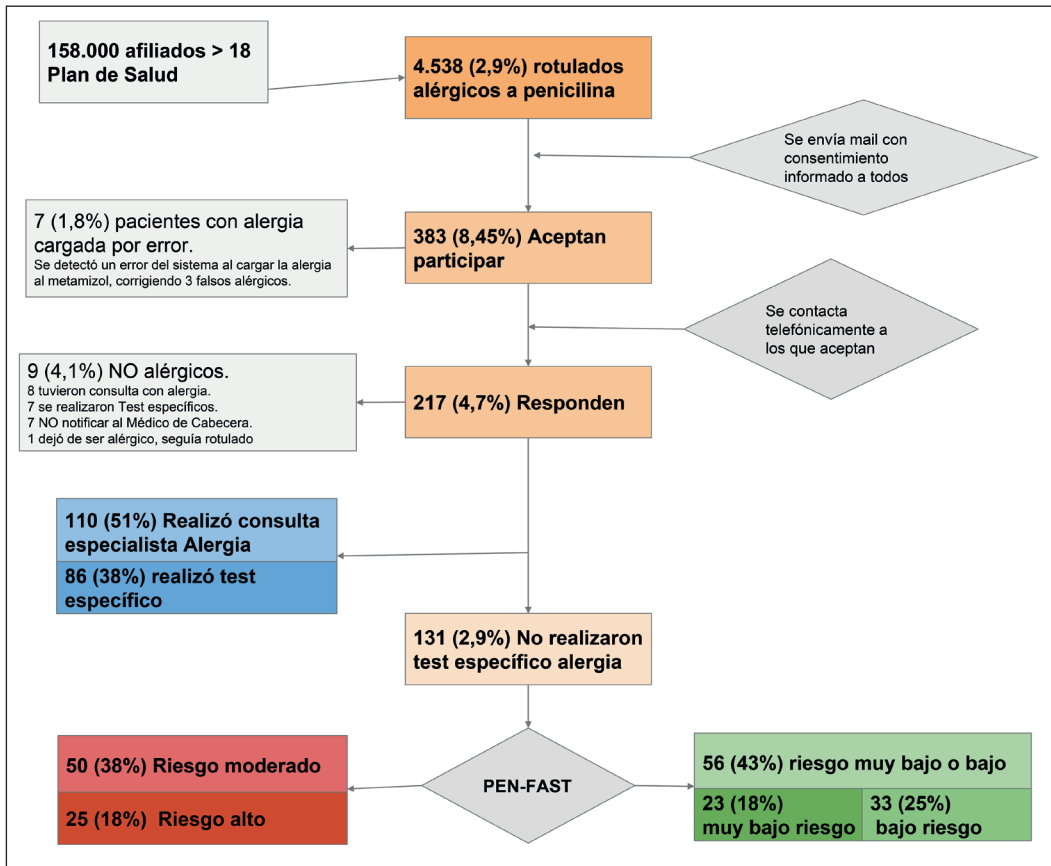 158.000 afiliados > 18
Plan de Salud
4.538 (2,9%) rotulados
alérgicos a penicilina
Se envía mail con
consentimiento
informado a todos
7 (1,8%) pacientes con alergia
cargada por error.
Se detectó un error del sistema al cargar la alergia
al metamizol, corrigiendo 3 falsos alérgicos.
383 (8,45%) Aceptan
participar
Se contacta
telefónicamente a
los que aceptan
9 (4,1%) NO alérgicos.
8 tuvieron consulta con alergia.
7 se realizaron Test específicos.
7 NO notificar al Médico de Cabecera.
1 dejó de ser alérgico, seguía rotulado
217 (4,7%) Responden
110 (51%) Realizó consulta
especialista Alergia
86 (38%) realizó test
específico
131 (2,9%) No realizaron
test específico alergia
50 (38%) Riesgo moderado
25 (18%) Riesgo alto
PEN-FAST
56 (43%) riesgo muy bajo o bajo
23 (18%)
muy bajo riesgo
33 (25%)
bajo riesgo